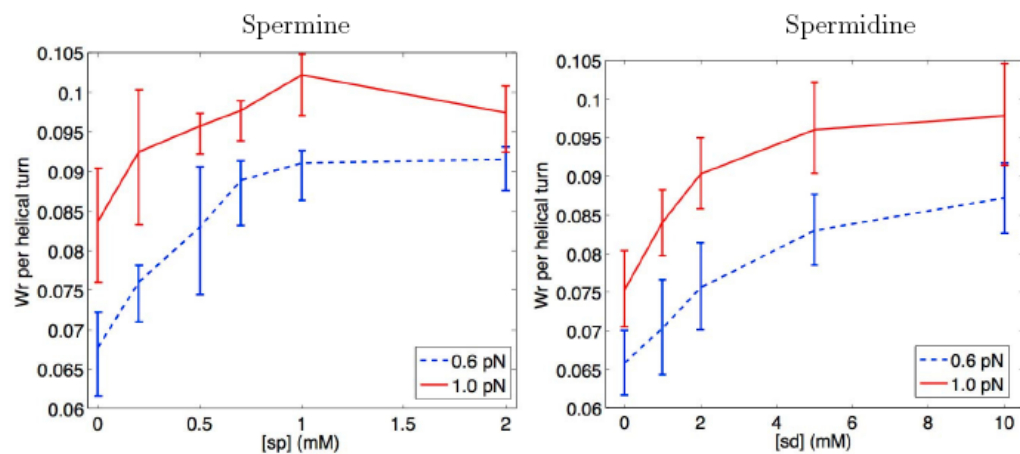 Spermine
0.105
0.1
0.095
0.09
0.085
0.08
0.075
0.07
0.065
0.06
Wr per helical turn
0 0.5 1 1.5 2
[sp] (mM)
0.6 pN
1.0 pN
Spermidine
0.105
0.1
0.095
0.09
0.085
0.08
0.075
0.07
0.065
0.06
Wr per helical turn
0 2 4 6 8 10
[sd] (mM)
0.6 pN
1.0 pN